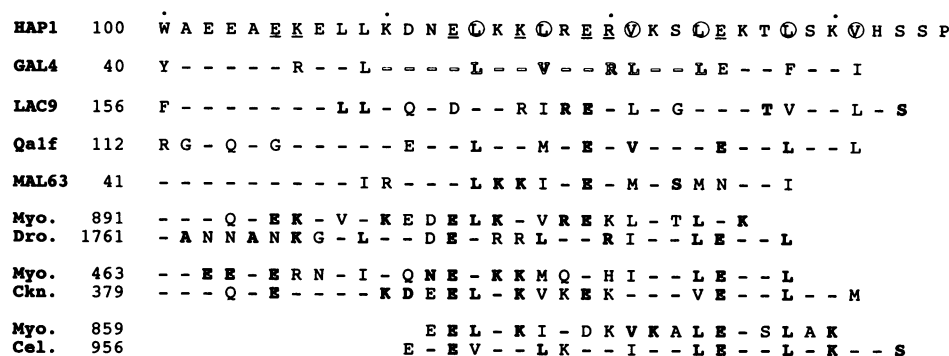 HAP1 100 W A E E A E K E L L K D N E L K K L R E R V K S L E K T L S K V H S S P
GAL4 40 Y - - - - - R - - L - - - - L - - V - - R L - - L E - - F - - I
LAC9 156 F - - - - - - - L L - Q - D - - R I R E - L - G - - - T V - - L - S
Qa1f 112 R G - Q - G - - - - - E - - L - - M - E - V - - - E - - L - - L
MAL63 41 - - - - - - - - - I R - - - L K K I - E - M - S M N - - I
Myo. 891 - - - Q - E K - V - K E D E L K - V R E K L - T L - K
Dro. 1761 - A N N A N K G - L - - D E - R R L - - R I - - L E - - L
Myo. 463 - - E E - E R N - I - Q N E - K K M Q - H I - - L E - - L
Ckn. 379 - - - Q - E - - - - K D E E L - K V K E K - - - V E - - L - - M
Myo. 859 E E L - K I - D K V K A L E - S L A K
Cel. 956 E - E V - - L K - - I - - L E - L - K - - S